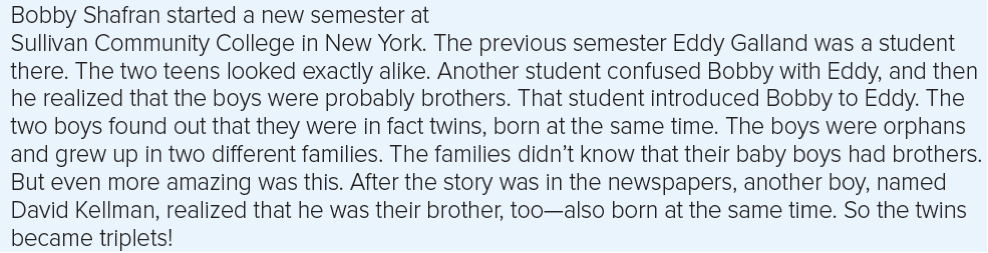 Bobby Shafran started a new semester at
Sullivan Community College in New York. The previous semester Eddy Galland was a student
there. The two teens looked exactly alike. Another student confused Bobby with Eddy, and then
he realized that the boys were probably brothers. That student introduced Bobby to Eddy. The
two boys found out that they were in fact twins, born at the same time. The boys were orphans
and grew up in two different families. The families didn’t know that their baby boys had brothers.
But even more amazing was this. After the story was in the newspapers, another boy, named
David Kellman, realized that he was their brother, too—also born at the same time. So the twins
became triplets!